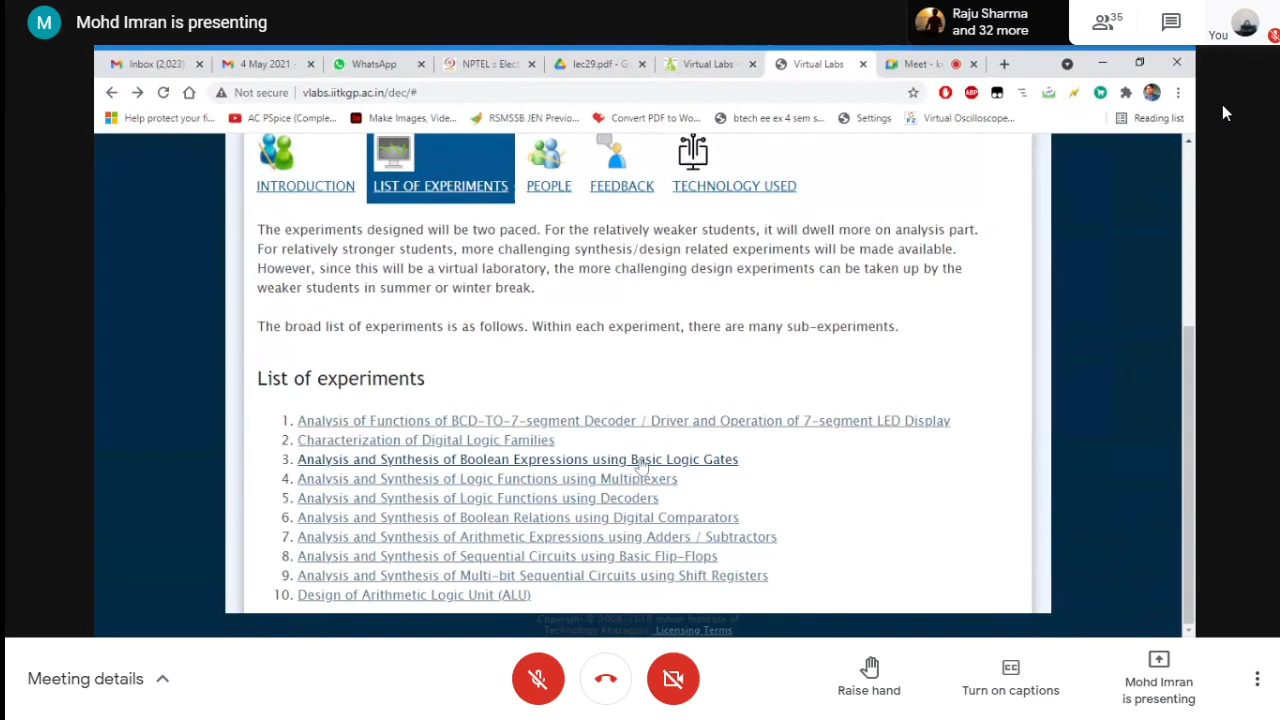 M Mohd Imran is presenting
Raju Sharma
and 32 more
35
You
Inbox (2,023)
4 May 2021 -
WhatsApp
NPTEL :: Elect
lec29.pdf - G
Virtual Labs
Virtual Labs
Meet -
Not secure
vlabs.iitkgp.ac.in/dec/#
ABP
Help protect your fi...
AC PSpice (Comple...
Make Images, Vide...
RSMSSB JEN Previo...
Convert PDF to Wo...
btech ee ex 4 sem s...
Settings
Virtual Oscilloscope...
Reading list
INTRODUCTION
LIST OF EXPERIMENTS
PEOPLE
FEEDBACK
TECHNOLOGY USED
The experiments designed will be two paced. For the relatively weaker students, it will dwell more on analysis part.
For relatively stronger students, more challenging synthesis/design related experiments will be made available.
However, since this will be a virtual laboratory, the more challenging design experiments can be taken up by the
weaker students in summer or winter break.
The broad list of experiments is as follows. Within each experiment, there are many sub-experiments.
List of experiments
1. Analysis of Functions of BCD-TO-7-segment Decoder / Driver and Operation of 7-segment LED Display
2. Characterization of Digital Logic Families
3. Analysis and Synthesis of Boolean Expressions using Basic Logic Gates
4. Analysis and Synthesis of Logic Functions using Multiplexers
5. Analysis and Synthesis of Logic Functions using Decoders
6. Analysis and Synthesis of Boolean Relations using Digital Comparators
7. Analysis and Synthesis of Arithmetic Expressions using Adders / Subtractors
8. Analysis and Synthesis of Sequential Circuits using Basic Flip-Flops
9. Analysis and Synthesis of Multi-bit Sequential Circuits using Shift Registers
10. Design of Arithmetic Logic Unit (ALU)
Copyright © 2008-2018 Indian Institute of
Technology Kharagpur. Licensing Terms
Meeting details
Raise hand
CC
Turn on captions
Mohd Imran
is presenting